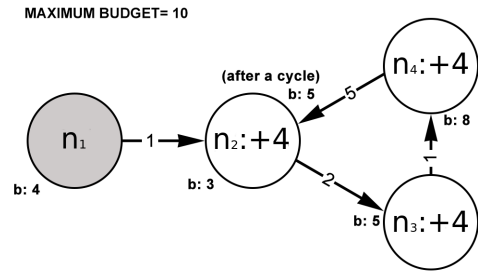 MAXIMUM BUDGET= 10
n₄:+4
(after a cycle)
b: 5
5
b: 8
n₁
1
n₂:+4
1
b: 4
b: 3
2
b: 5
n₃:+4